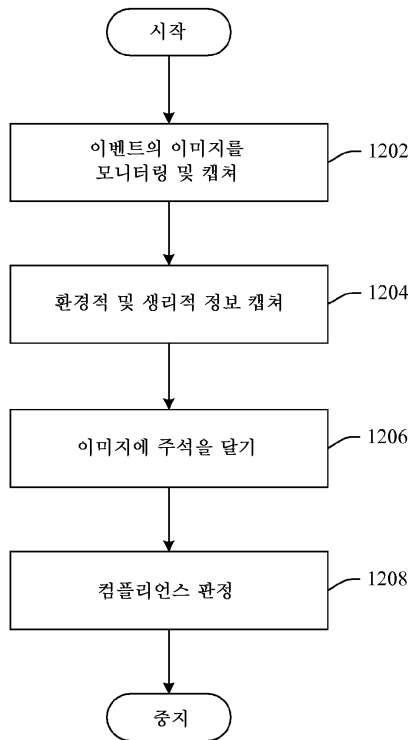 시작
이벤트의 이미지를
모니터링 및 캡쳐
1202
환경적 및 생리적 정보 캡쳐
1204
이미지에 주석을 달기
1206
컴플리언스 판정
1208
중지